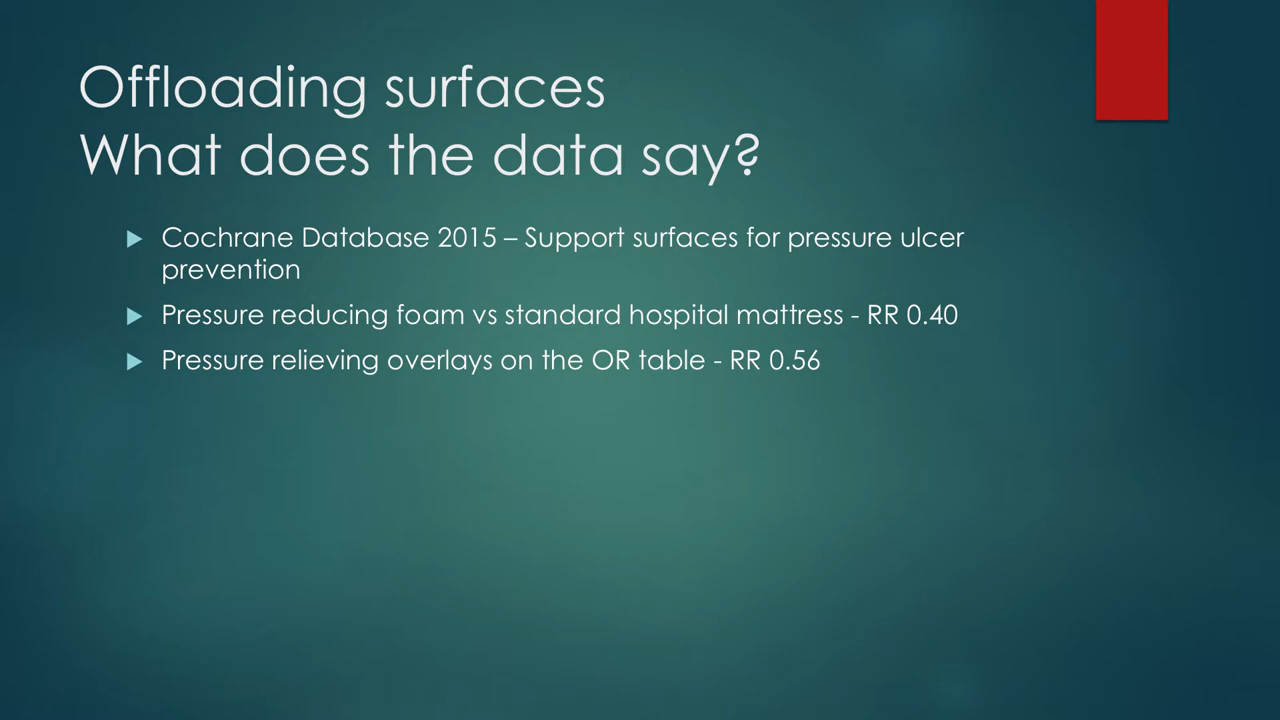 Offloading surfaces
What does the data say?
Cochrane Database 2015 – Support surfaces for pressure ulcer
prevention
Pressure reducing foam vs standard hospital mattress - RR 0.40
Pressure relieving overlays on the OR table - RR 0.56